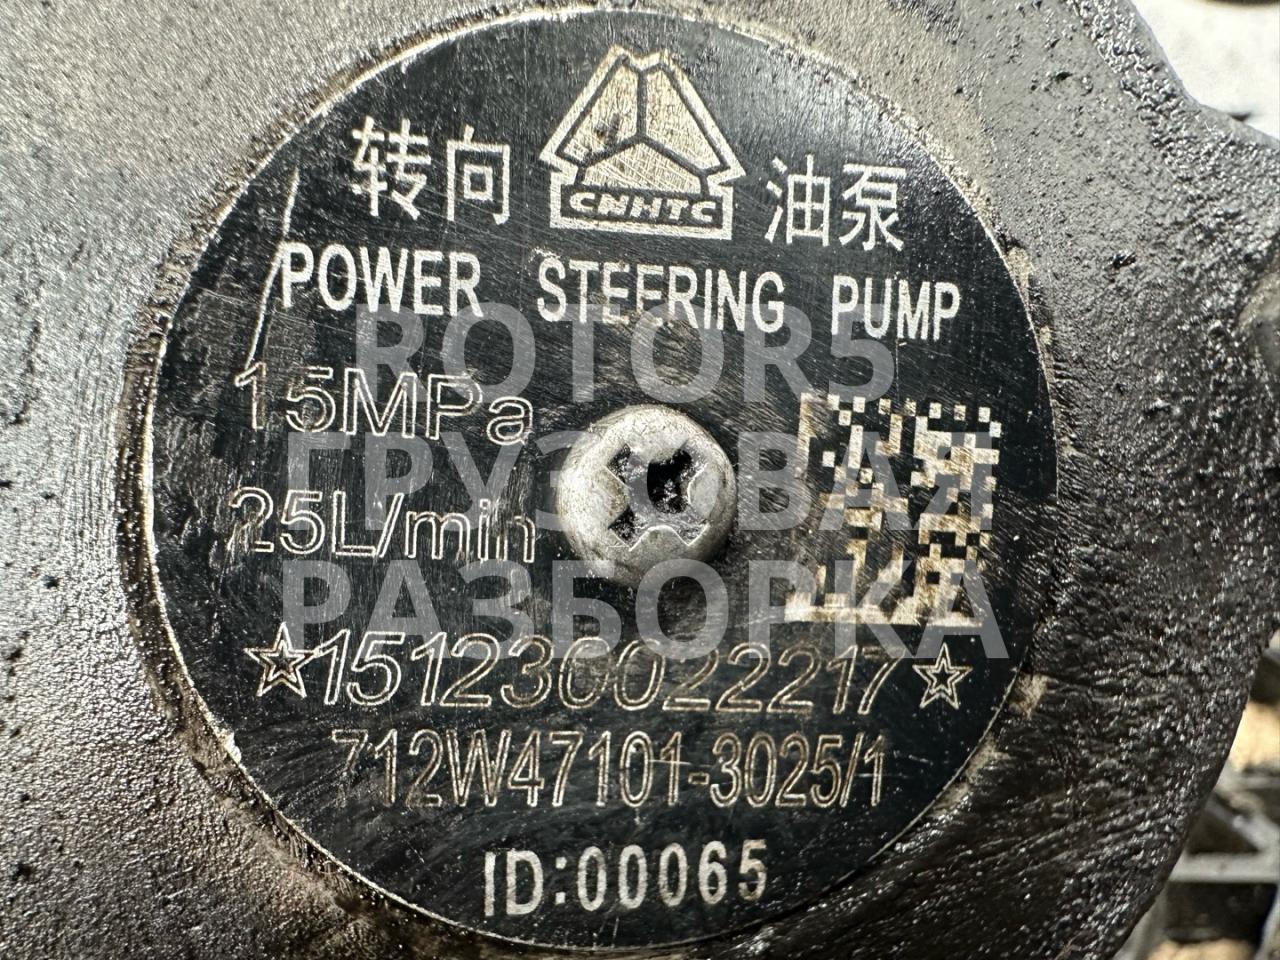 转向 CNHTC 油泵
POWER STEERING PUMP
15MPa
25L/min
☆151230022217☆
712W47101-3025/1
ID:00065
ROTOR5
ГРУЗОВАЯ
РАЗБОРКА